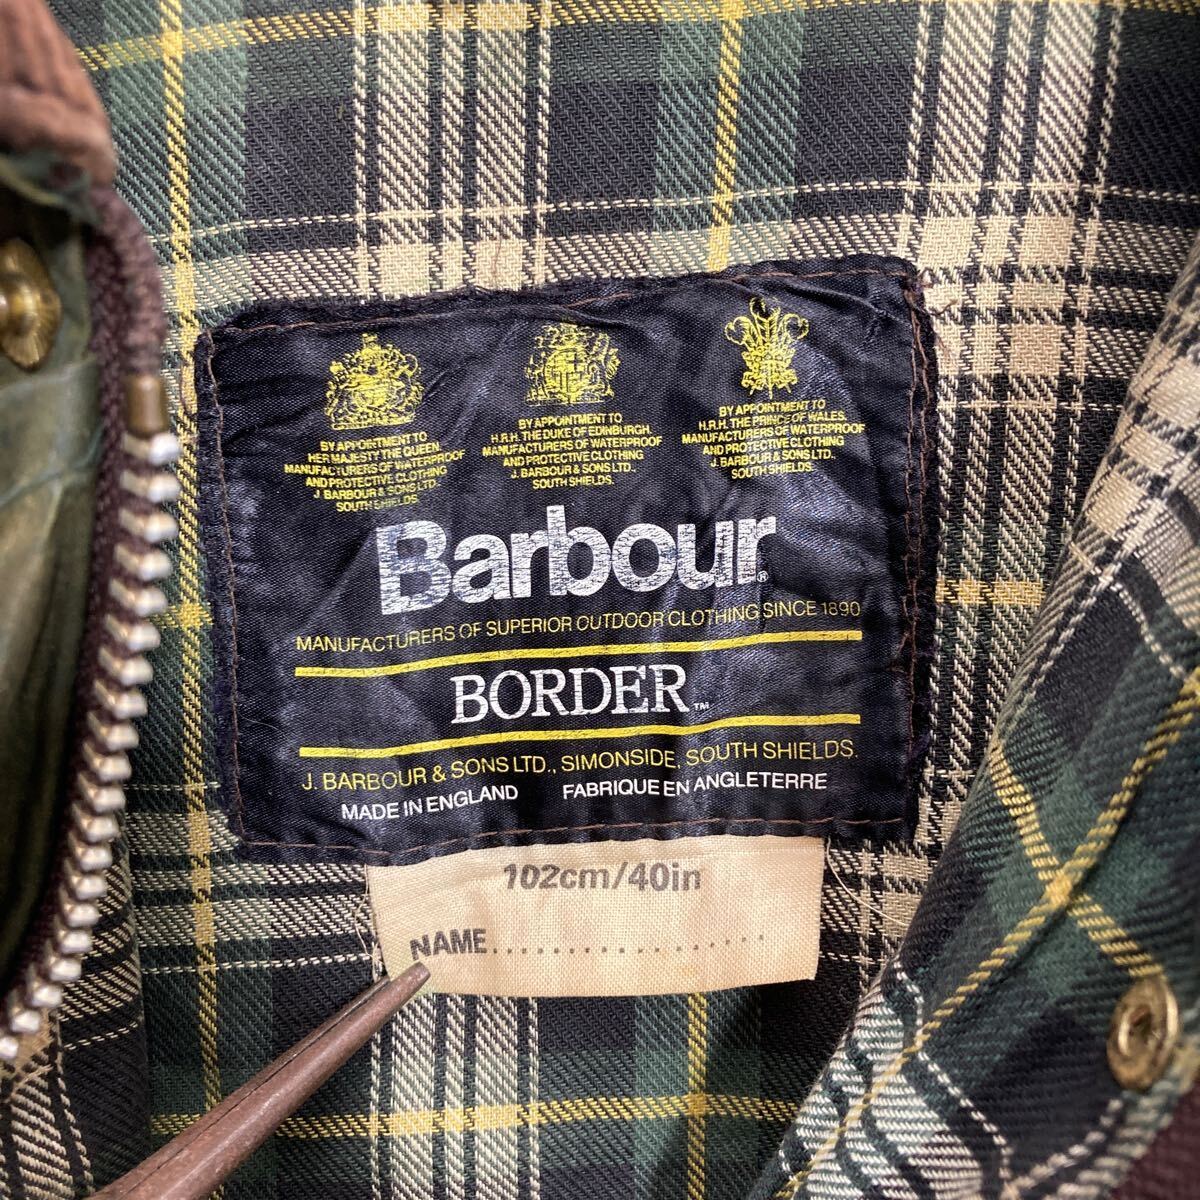 BY APPOINTMENT TO
HER MAJESTY THE QUEEN
MANUFACTURERS OF WATERPROOF
AND PROTECTIVE CLOTHING
J. BARBOUR & SONS LTD.,
SOUTH SHIELDS.
BY APPOINTMENT TO
H.R.H. THE DUKE OF EDINBURGH.
MANUFACTURERS OF WATERPROOF
AND PROTECTIVE CLOTHING
J. BARBOUR & SONS LTD.,
SOUTH SHIELDS.
BY APPOINTMENT TO
H.R.H. THE PRINCE OF WALES.
MANUFACTURERS OF WATERPROOF
AND PROTECTIVE CLOTHING
J. BARBOUR & SONS LTD.,
SOUTH SHIELDS.
Barbour®
MANUFACTURERS OF SUPERIOR OUTDOOR CLOTHING SINCE 1890
BORDER™
J. BARBOUR & SONS LTD., SIMONSIDE, SOUTH SHIELDS.
MADE IN ENGLAND FABRIQUE EN ANGLETERRE
102cm/40in
NAME..................